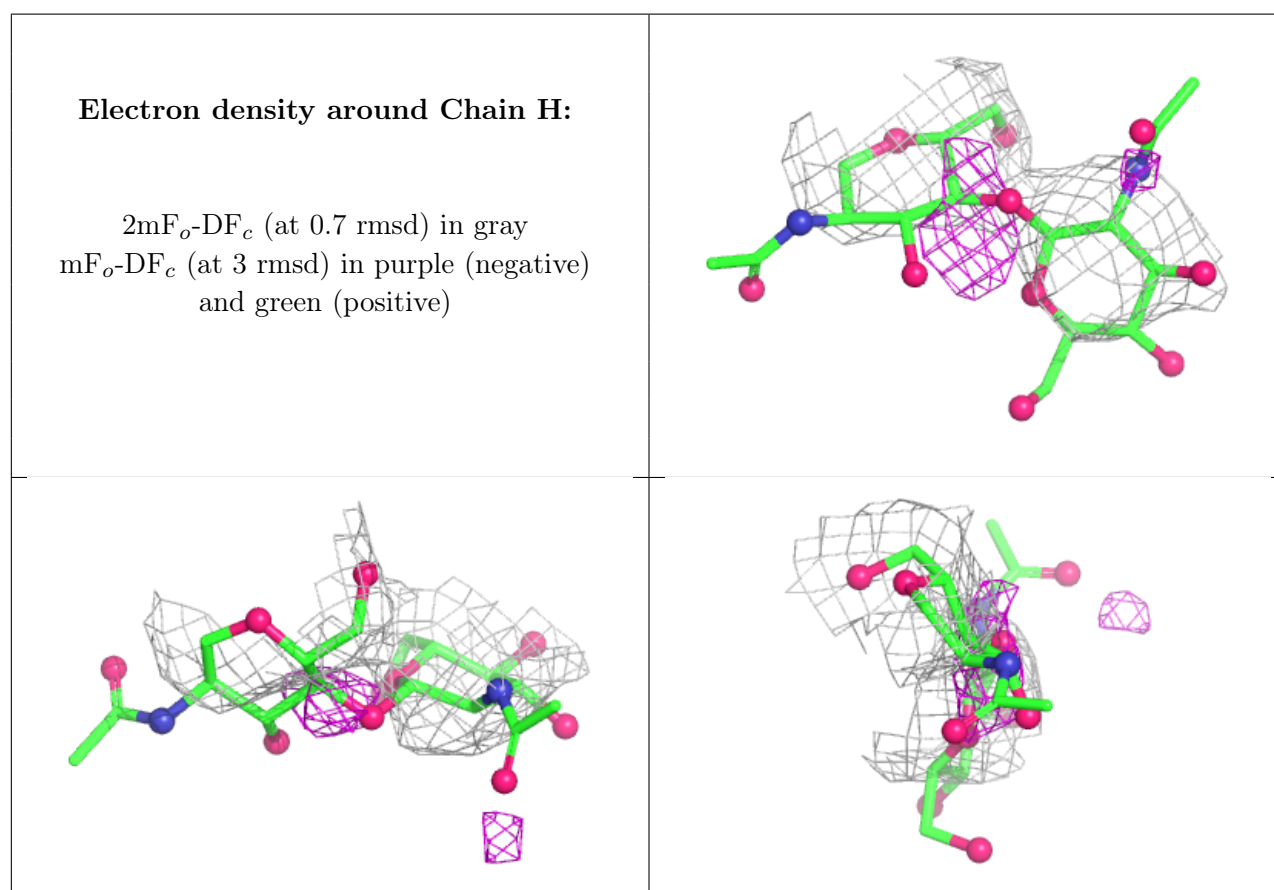 Electron density around Chain H:
2mFo-DFc (at 0.7 rmsd) in gray
mFo-DFc (at 3 rmsd) in purple (negative)
and green (positive)